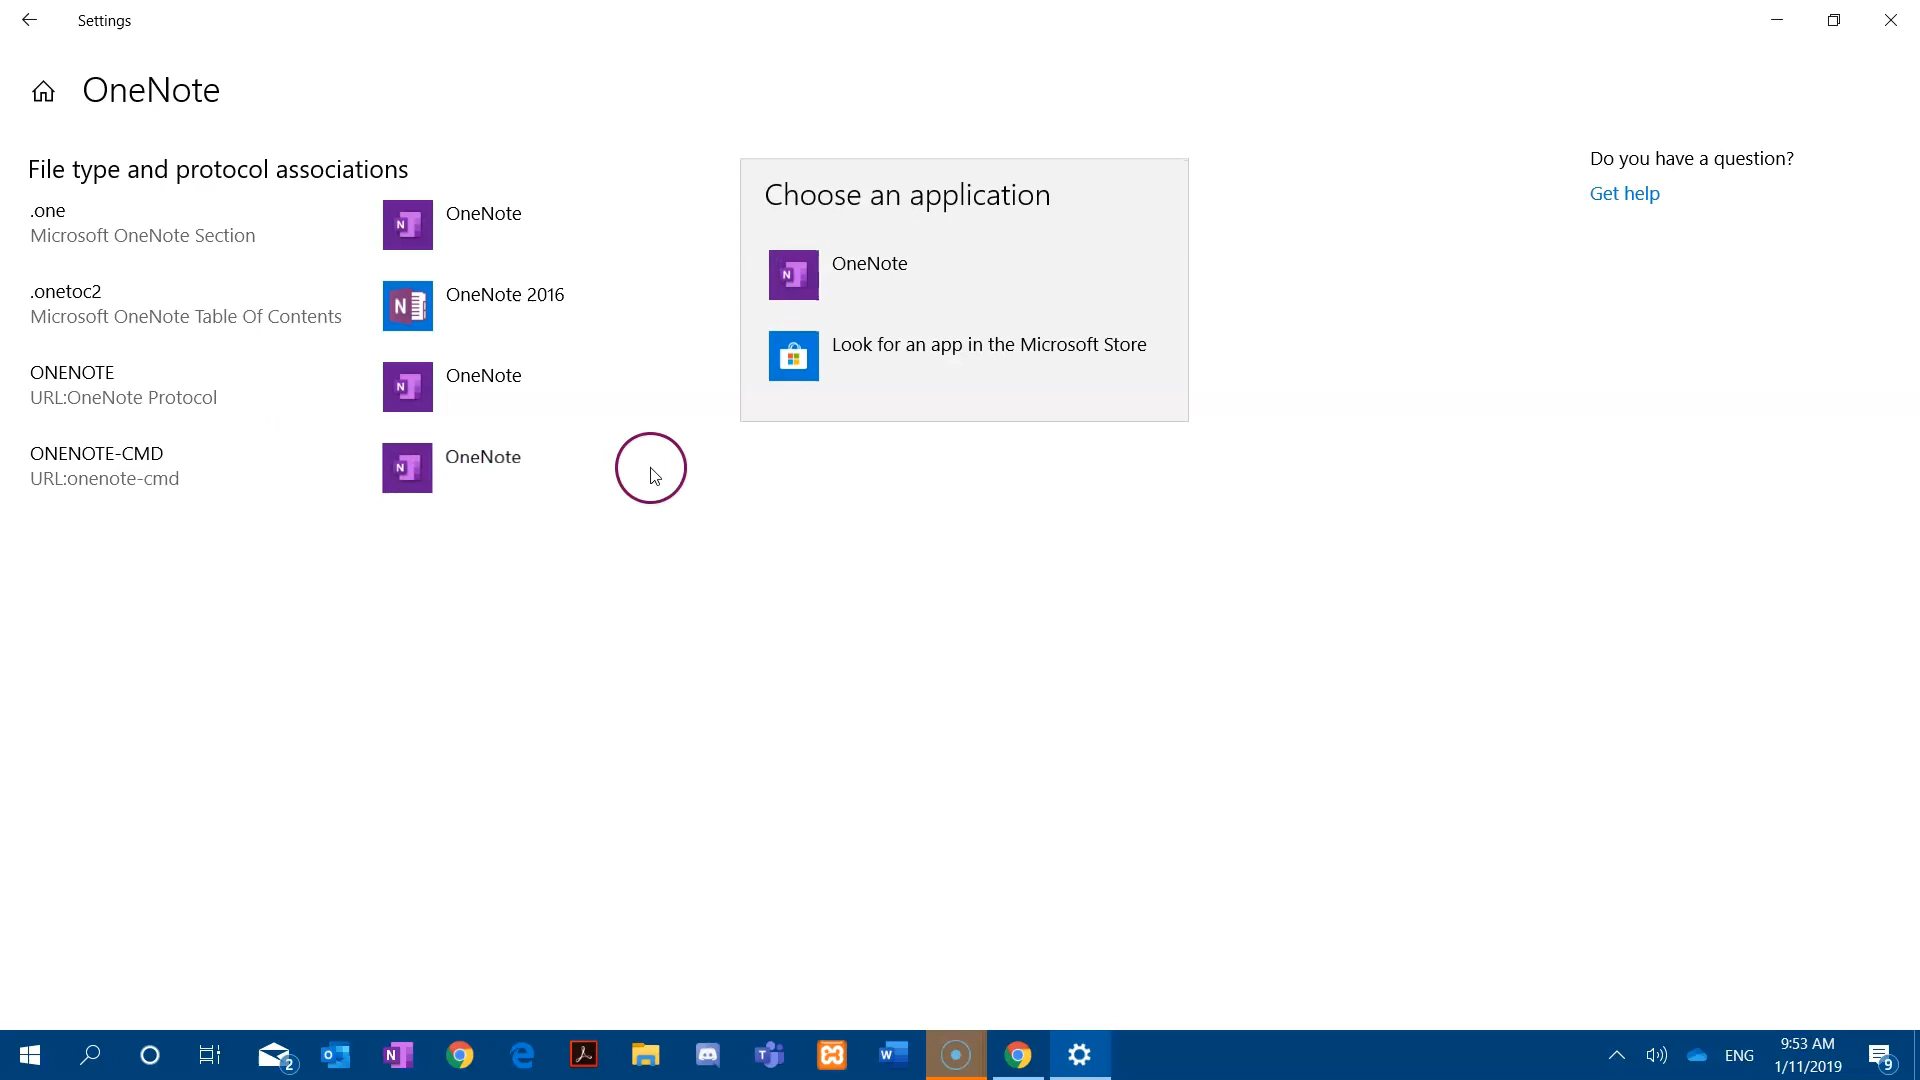 Settings
OneNote
File type and protocol associations
.one
Microsoft OneNote Section
OneNote
.onetoc2
Microsoft OneNote Table Of Contents
OneNote 2016
ONENOTE
URL:OneNote Protocol
OneNote
ONENOTE-CMD
URL:onenote-cmd
OneNote
Choose an application
OneNote
Look for an app in the Microsoft Store
Do you have a question?
Get help
2
ENG
9:53 AM
1/11/2019
9